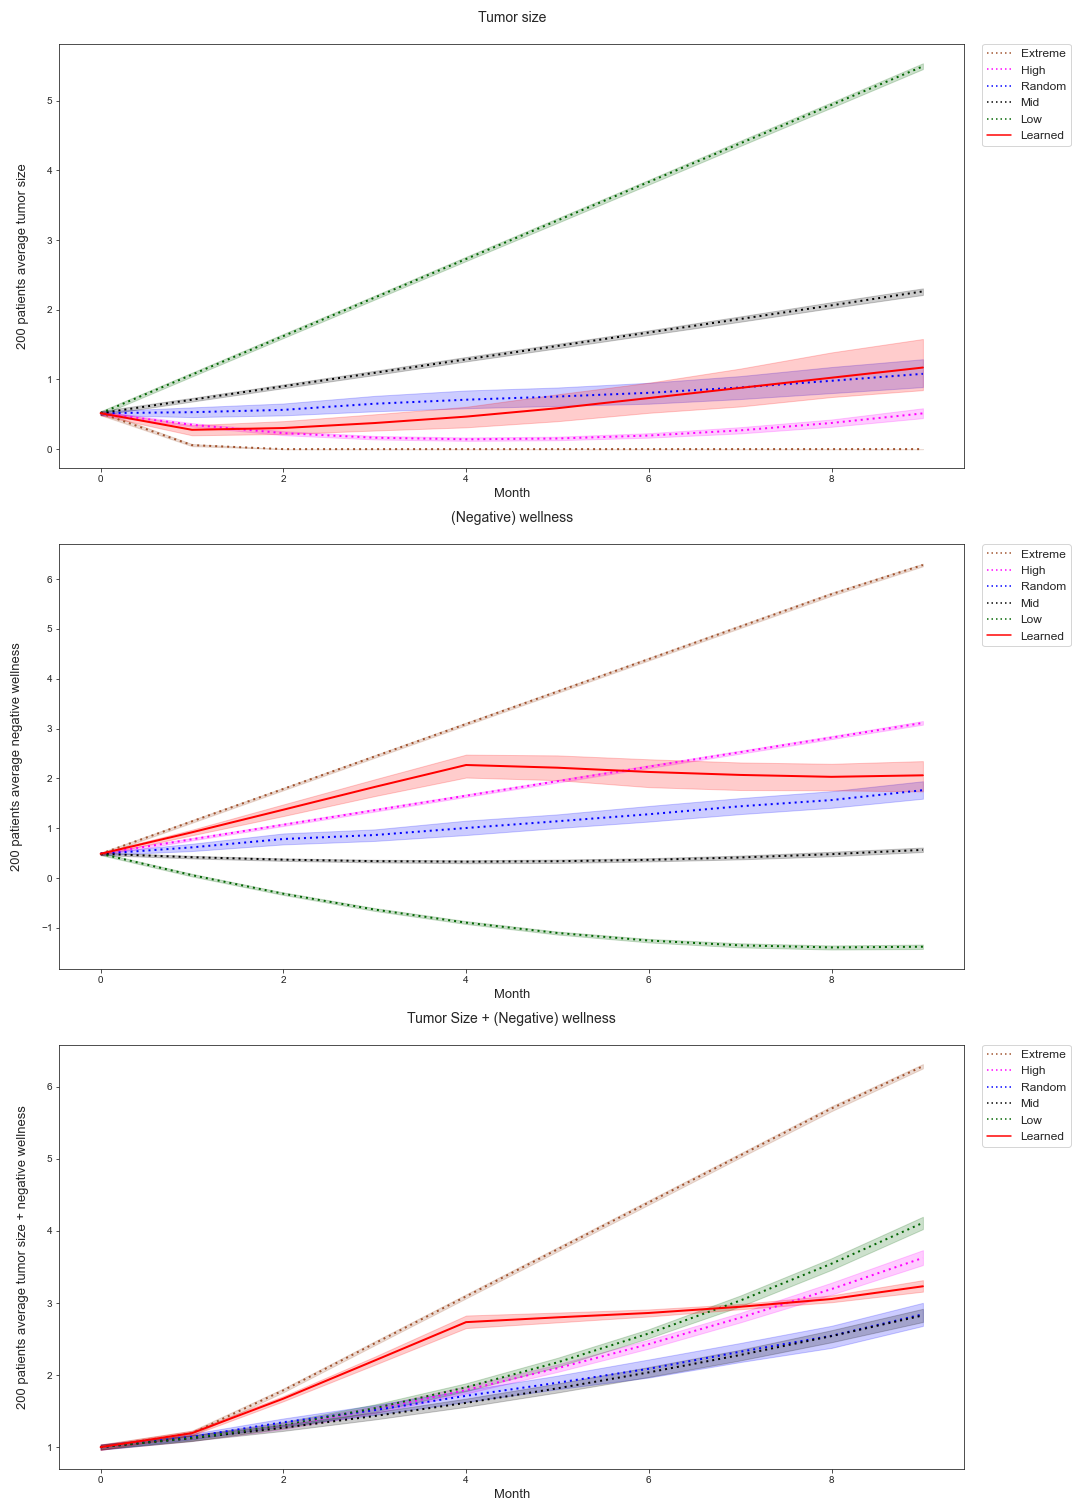 Tumor size
200 patients average tumor size
5
4
3
2
1
0
0 2 4 6 8
Month
Extreme
High
Random
Mid
Low
Learned
(Negative) wellness
200 patients average negative wellness
6
5
4
3
2
1
0
−1
0 2 4 6 8
Month
Extreme
High
Random
Mid
Low
Learned
Tumor Size + (Negative) wellness
200 patients average tumor size + negative wellness
6
5
4
3
2
1
0 2 4 6 8
Month
Extreme
High
Random
Mid
Low
Learned